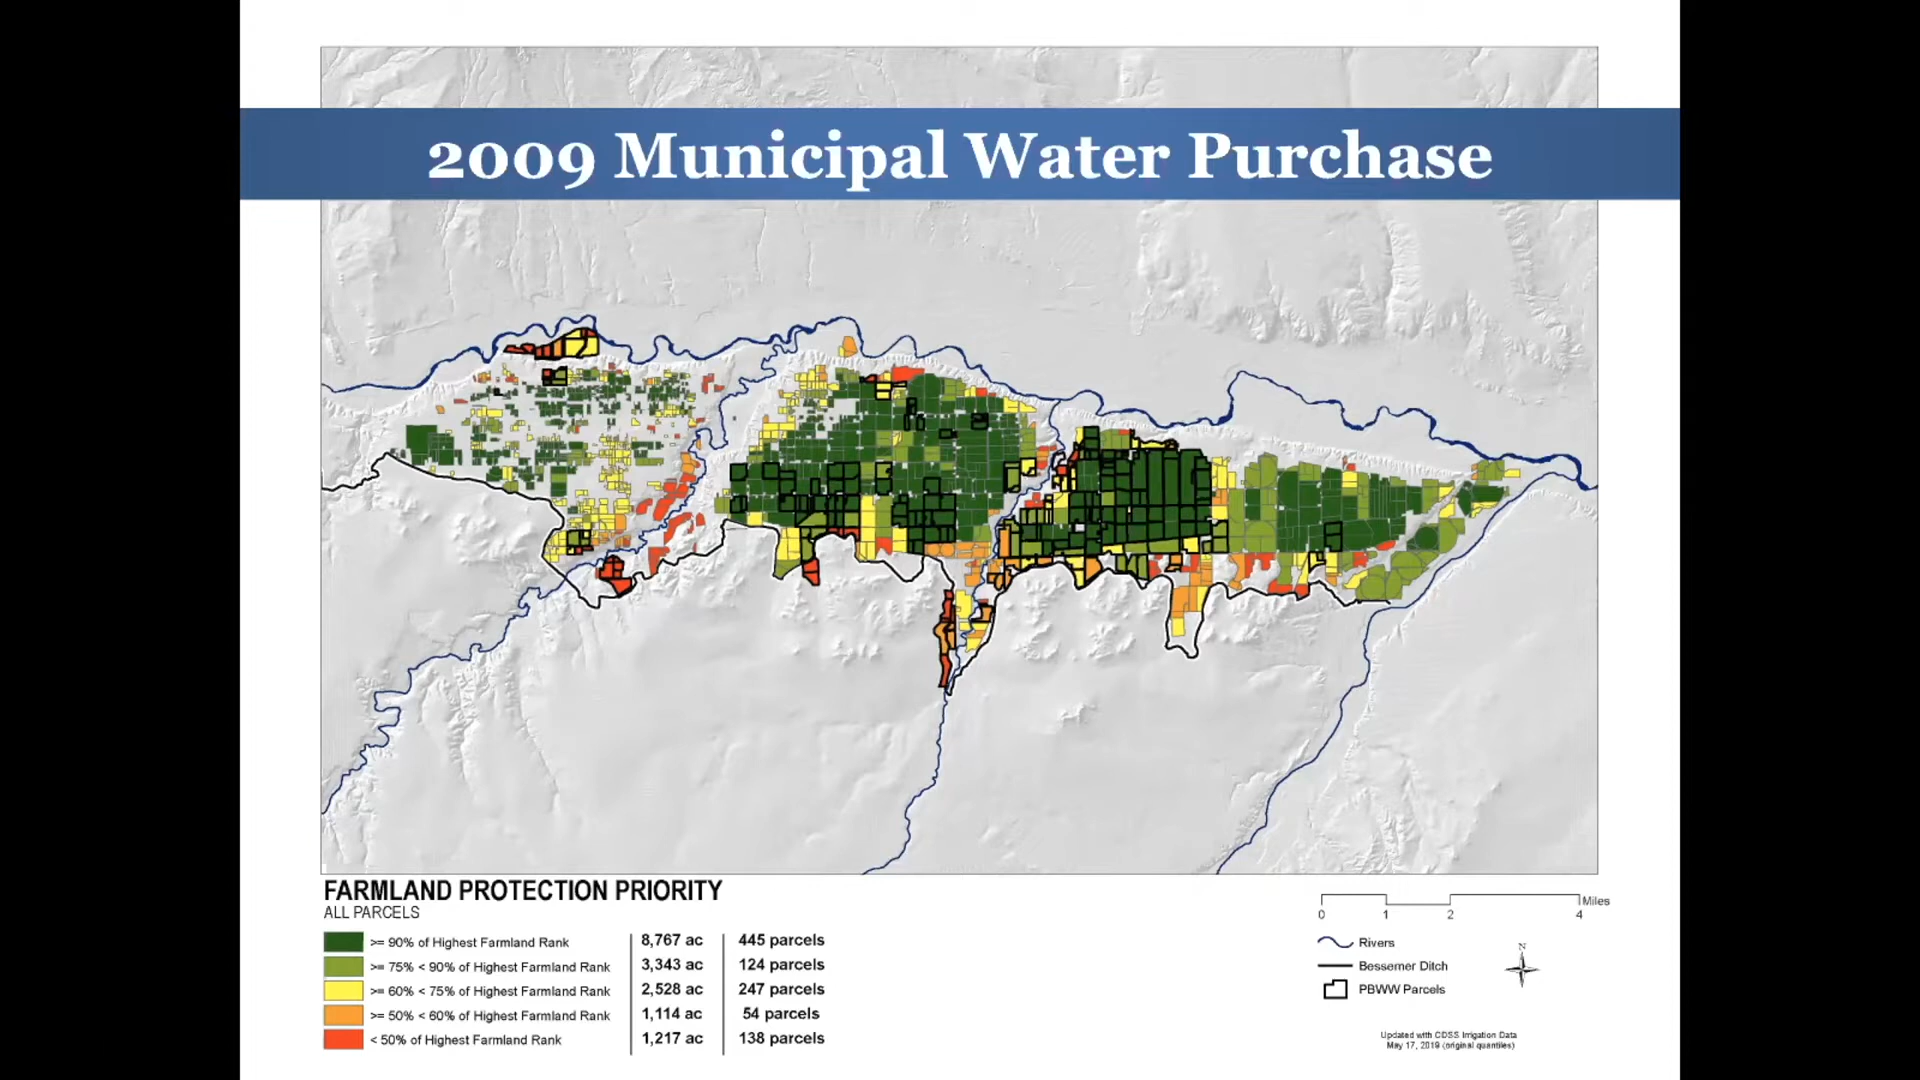 2009 Municipal Water Purchase
FARMLAND PROTECTION PRIORITY
ALL PARCELS
>= 90% of Highest Farmland Rank 8,767 ac 445 parcels
>= 75% < 90% of Highest Farmland Rank 3,343 ac 124 parcels
>= 60% < 75% of Highest Farmland Rank 2,528 ac 247 parcels
>= 50% < 60% of Highest Farmland Rank 1,114 ac 54 parcels
< 50% of Highest Farmland Rank 1,217 ac 138 parcels
Miles
0 1 2 4
Rivers
N
Bessemer Ditch
PBWW Parcels
Updated with CDSS Irrigation Data
May 17, 2019 (original quantiles)